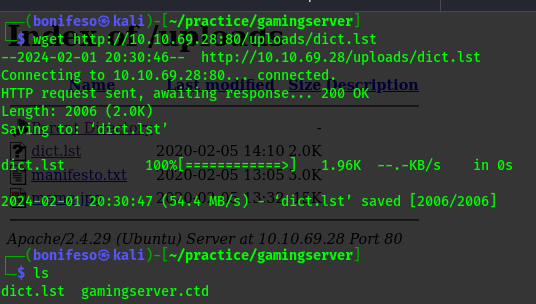 (bonifeso㉿kali)-[~/practice/gamingserver]
$ wget http://10.10.69.28:80/uploads/dict.lst
--2024-02-01 20:30:46--  http://10.10.69.28/uploads/dict.lst
Connecting to 10.10.69.28:80... connected.
Name Last modified Size Description
HTTP request sent, awaiting response... 200 OK
Length: 2006 (2.0K)
Saving to: ‘dict.lst’
-
dict.lst 2020-02-05 14:10 2.0K
dict.lst 100%[============>] 1.96K --.-KB/s in 0s
manifesto.txt 2020-02-05 13:05 3.0K
2024-02-01 20:30:47 (54.4 MB/s) - ‘dict.lst’ saved [2006/2006]
Apache/2.4.29 (Ubuntu) Server at 10.10.69.28 Port 80
(bonifeso㉿kali)-[~/practice/gamingserver]
$ ls
dict.lst  gamingserver.ctd